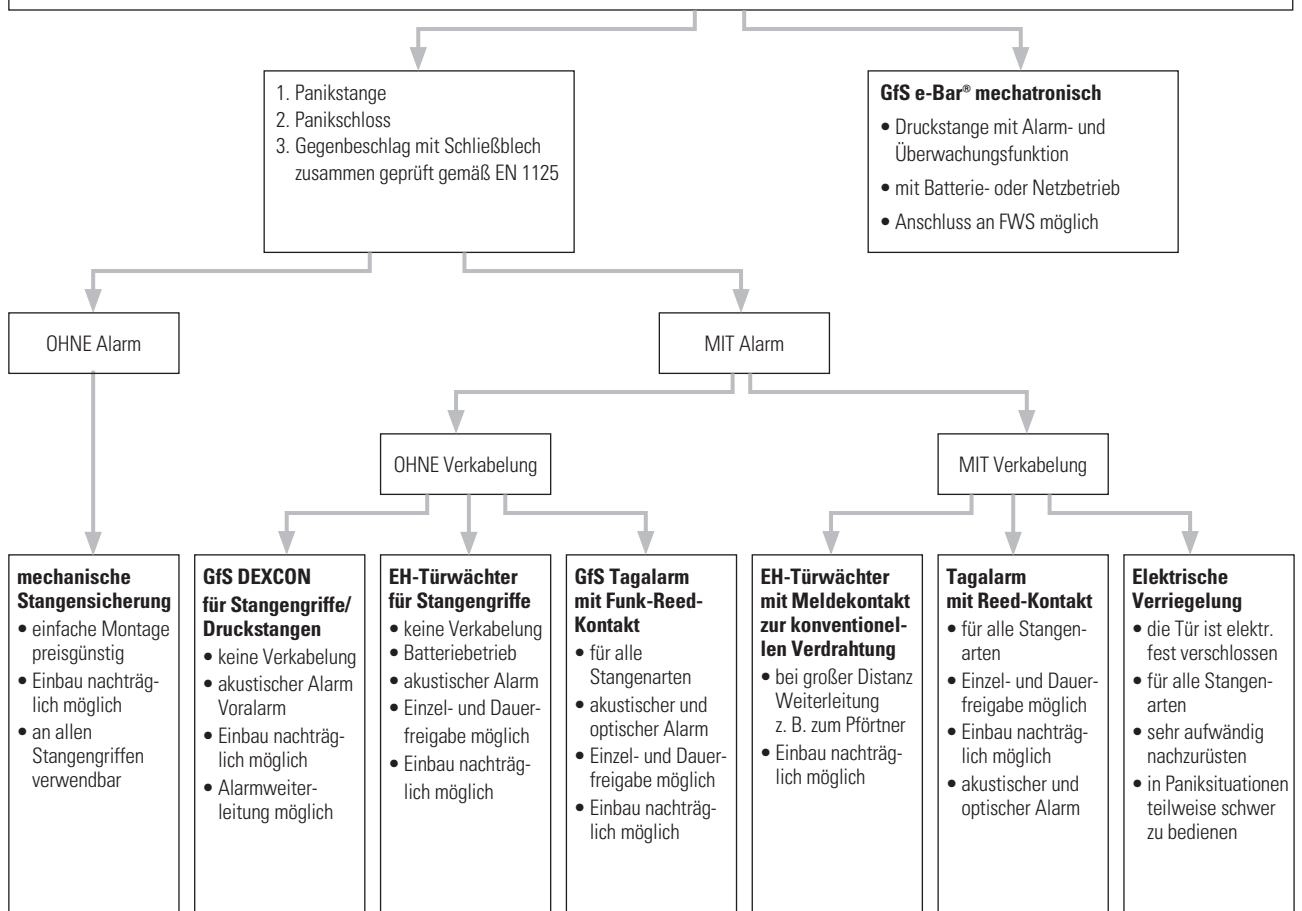 1. Panikstange
2. Panikschloss
3. Gegenbeschlag mit Schließblech
zusammen geprüft gemäß EN 1125
GfS e-Bar® mechatronisch
• Druckstange mit Alarm- und
Überwachungsfunktion
• mit Batterie- oder Netzbetrieb
• Anschluss an FWS möglich
OHNE Alarm
MIT Alarm
OHNE Verkabelung
MIT Verkabelung
mechanische
Stangensicherung
• einfache Montage
preisgünstig
• Einbau nachträg-
lich möglich
• an allen
Stangengriffen
verwendbar
GfS DEXCON
für Stangengriffe/
Druckstangen
• keine Verkabelung
• akustischer Alarm
Voralarm
• Einbau nachträg-
lich möglich
• Alarmweiter-
leitung möglich
EH-Türwächter
für Stangengriffe
• keine Verkabelung
• Batteriebetrieb
• akustischer Alarm
• Einzel- und Dauer-
freigabe möglich
• Einbau nachträg-
lich möglich
GfS Tagalarm
mit Funk-Reed-
Kontakt
• für alle
Stangenarten
• akustischer und
optischer Alarm
• Einzel- und Dauer-
freigabe möglich
• Einbau nachträg-
lich möglich
EH-Türwächter
mit Meldekontakt
zur konventionel-
len Verdrahtung
• bei großer Distanz
Weiterleitung
z. B. zum Pförtner
• Einbau nachträg-
lich möglich
Tagalarm
mit Reed-Kontakt
• für alle Stangen-
arten
• Einzel- und Dauer-
freigabe möglich
• Einbau nachträg-
lich möglich
• akustischer und
optischer Alarm
Elektrische
Verriegelung
• die Tür ist elektr.
fest verschlossen
• für alle Stangen-
arten
• sehr aufwändig
nachzurüsten
• in Paniksituationen
teilweise schwer
zu bedienen